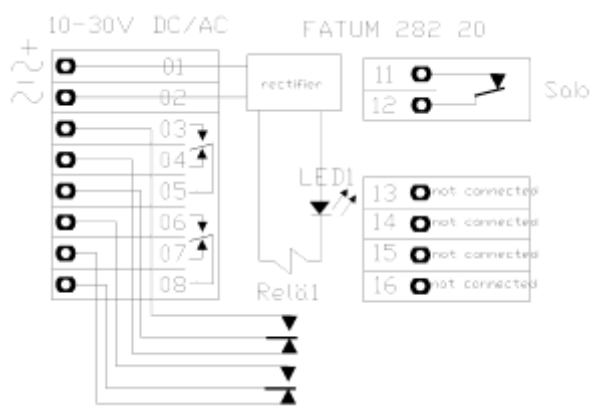 10-30V DC/AC
FATUM 282 20
01
02
03
04
05
06
07
08
rectifier
LED1
Relä1
11
12
Sabo
13 not connected
14 not connected
15 not connected
16 not connected